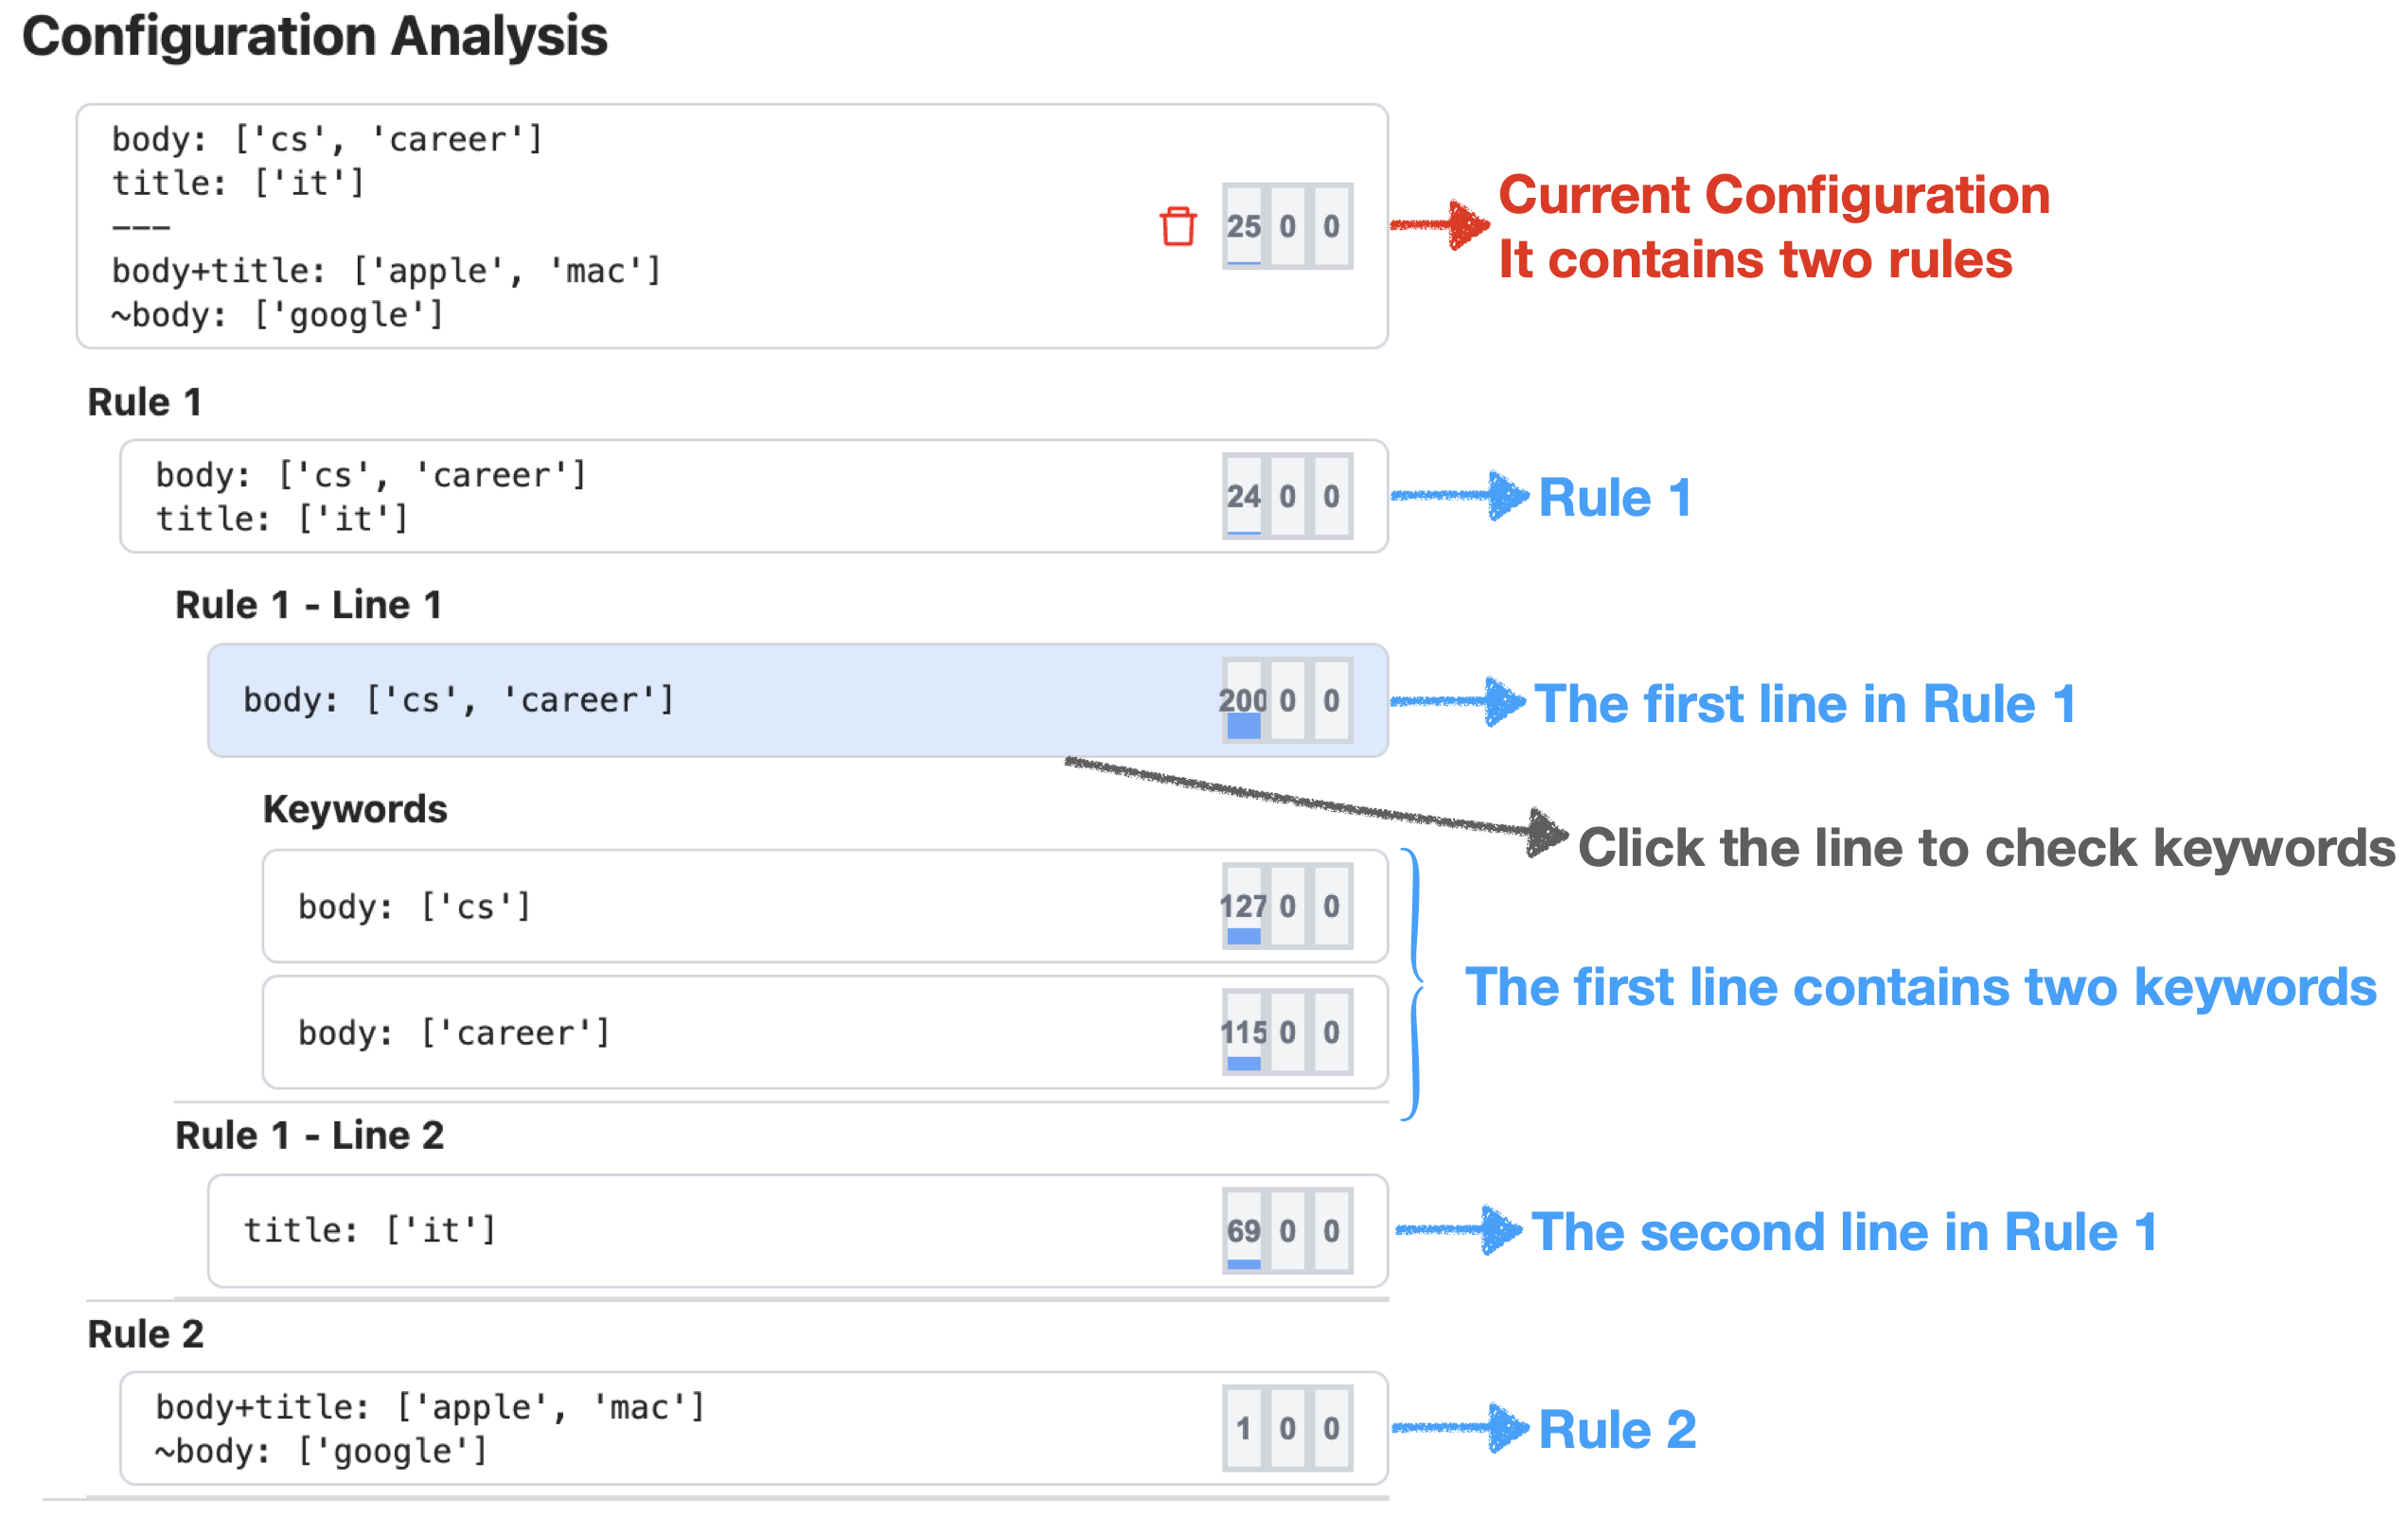 Configuration Analysis
body: ['cs', 'career']
title: ['it']
---
body+title: ['apple', 'mac']
~body: ['google']
25 0 0
Current Configuration
It contains two rules
Rule 1
body: ['cs', 'career']
title: ['it']
24 0 0
Rule 1
Rule 1 - Line 1
body: ['cs', 'career']
200 0 0
The first line in Rule 1
Click the line to check keywords
Keywords
body: ['cs']
127 0 0
body: ['career']
115 0 0
The first line contains two keywords
Rule 1 - Line 2
title: ['it']
69 0 0
The second line in Rule 1
Rule 2
body+title: ['apple', 'mac']
~body: ['google']
1 0 0
Rule 2